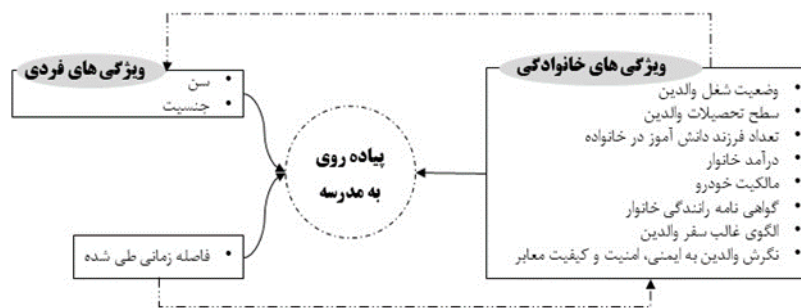 ویژگی های خانوادگی
وضعیت شغل والدین
سطح تحصیلات والدین
تعداد فرزند دانش آموز در خانواده
درآمد خانوار
مالکیت خودرو
گواهی نامه رانندگی خانوار
الگوی غالب سفر والدین
نگرش والدین به ایمنی، امنیت و کیفیت معابر
پیاده روی
به مدرسه
ویژگی های فردی
سن
جنسیت
فاصله زمانی طی شده